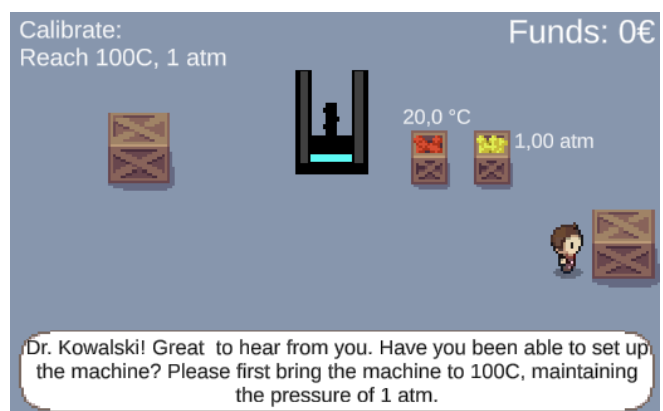 Calibrate:
Reach 100C, 1 atm
Funds: 0€
20,0 °C
1,00 atm
Dr. Kowalski! Great  to hear from you. Have you been able to set up
the machine? Please first bring the machine to 100C, maintaining
the pressure of 1 atm.